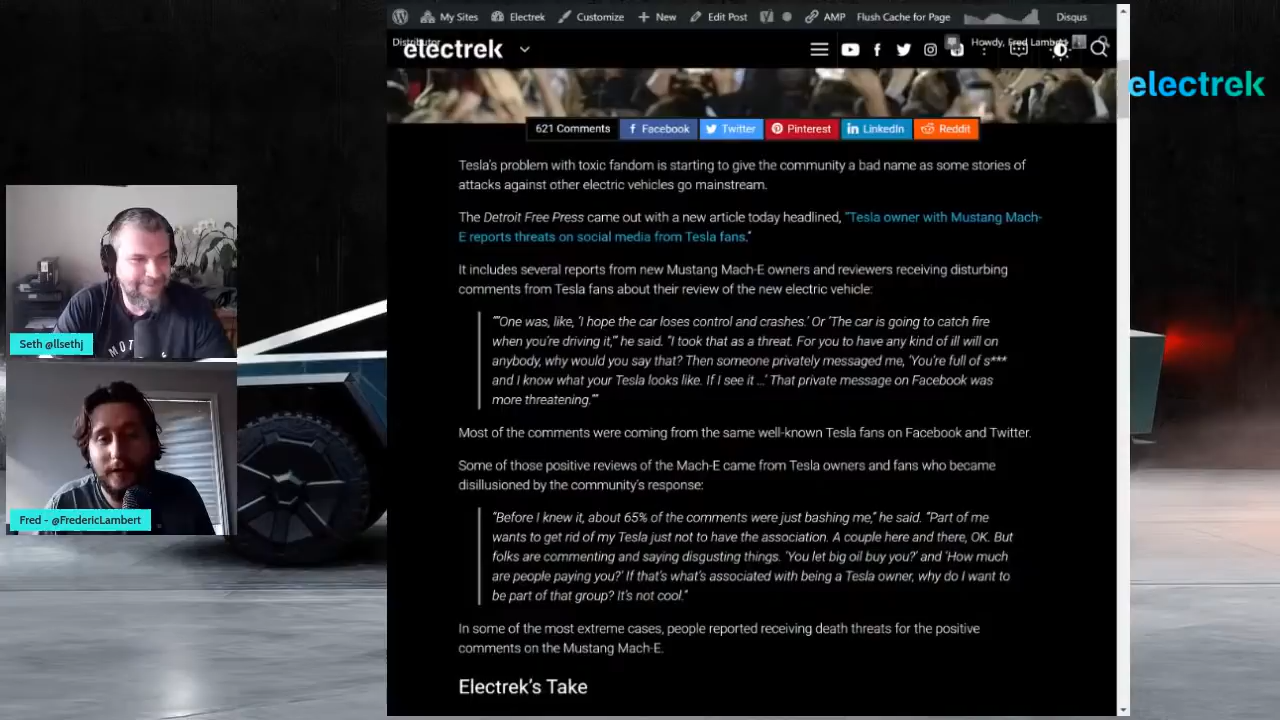 My Sites Electrek Customize New Edit Post AMP Flush Cache for Page Disqus
Howdy, Fred Lambert
electrek
electrek
621 Comments Facebook Twitter Pinterest LinkedIn Reddit
Tesla's problem with toxic fandom is starting to give the community a bad name as some stories of
attacks against other electric vehicles go mainstream.
The Detroit Free Press came out with a new article today headlined, “Tesla owner with Mustang Mach-
E reports threats on social media from Tesla fans.”
It includes several reports from new Mustang Mach-E owners and reviewers receiving disturbing
comments from Tesla fans about their review of the new electric vehicle:
"“One was, like, ‘I hope the car loses control and crashes.’ Or ‘The car is going to catch fire
when you’re driving it,’” he said. “I took that as a threat. For you to have any kind of ill will on
anybody, why would you say that? Then someone privately messaged me, ‘You’re full of s***
and I know what your Tesla looks like. If I see it …’ That private message on Facebook was
more threatening.”"
Most of the comments were coming from the same well-known Tesla fans on Facebook and Twitter.
Some of those positive reviews of the Mach-E came from Tesla owners and fans who became
disillusioned by the community’s response:
“Before I knew it, about 65% of the comments were just bashing me,” he said. “Part of me
wants to get rid of my Tesla just not to have the association. A couple here and there, OK. But
folks are commenting and saying disgusting things. ‘You let big oil buy you?’ and ‘How much
are people paying you?’ If that’s what’s associated with being a Tesla owner, why do I want to
be part of that group? It’s not cool.”
In some of the most extreme cases, people reported receiving death threats for the positive
comments on the Mustang Mach-E.
Electrek’s Take
Seth @llsethj
Fred - @FredericLambert